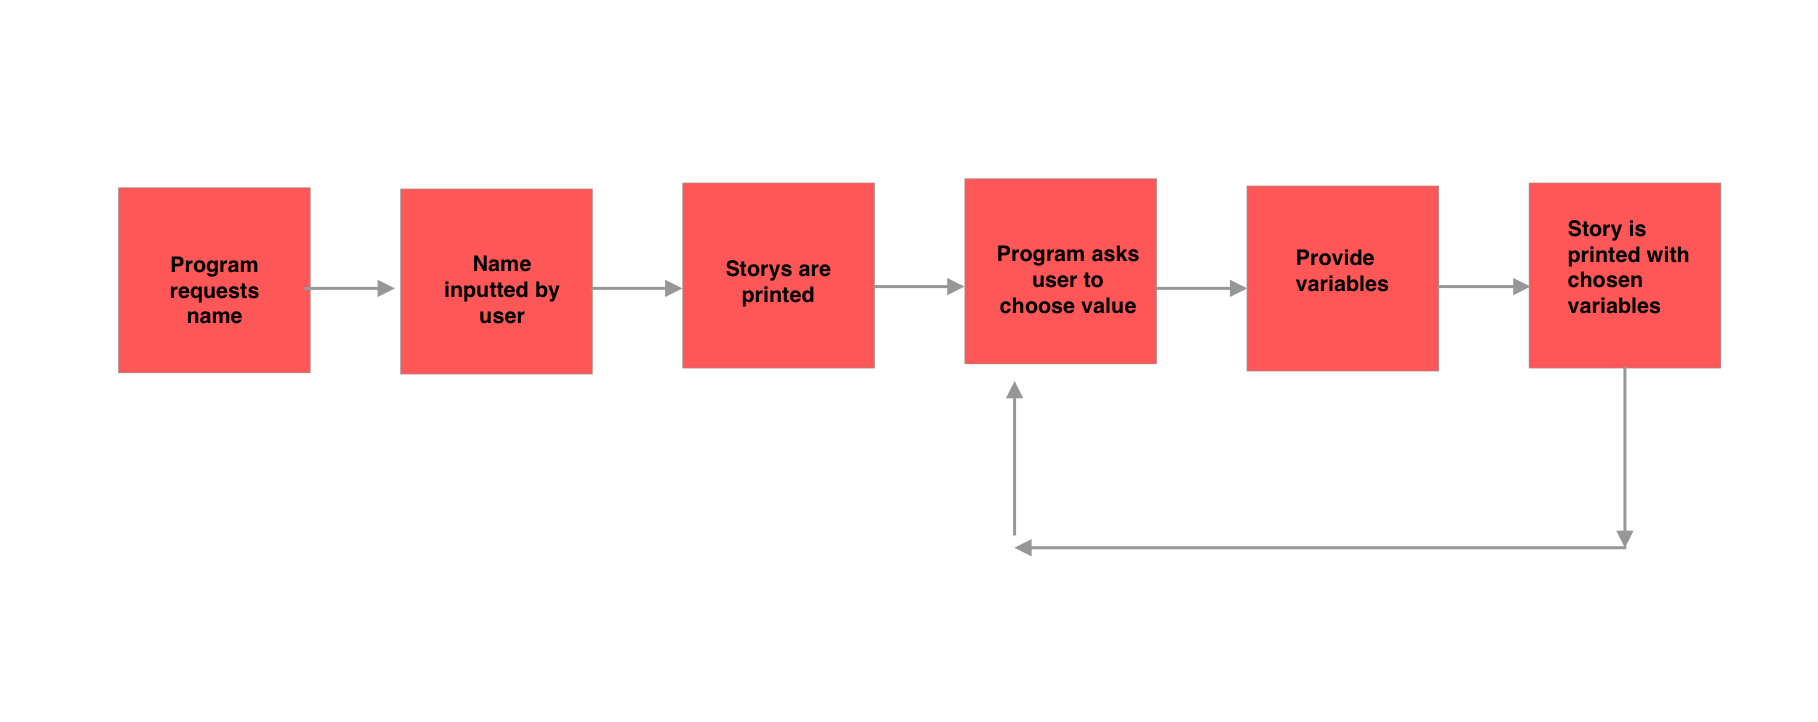 Program
requests
name
Name
inputted by
user
Storys are
printed
Program asks
user to
choose value
Provide
variables
Story is
printed with
chosen
variables